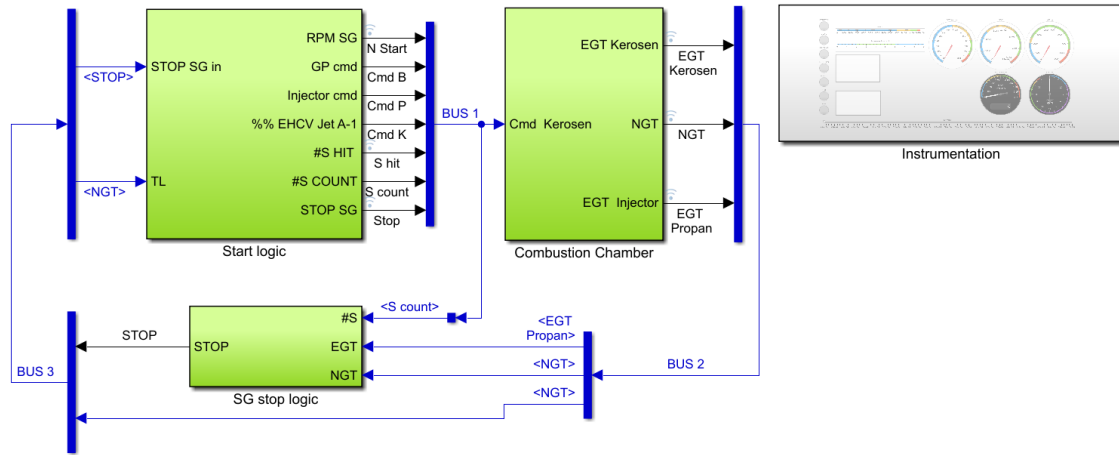 <STOP>
<NGT>
STOP SG in
TL
RPM SG
GP cmd
Injector cmd
%% EHCV Jet A-1
#S HIT
#S COUNT
STOP SG
Start logic
N Start
Cmd B
Cmd P
Cmd K
S hit
S count
Stop
BUS 1
Cmd  Kerosen
EGT Kerosen
NGT
EGT  Injector
Combustion Chamber
EGT
Kerosen
NGT
EGT
Propan
Instrumentation
BUS 3
STOP
STOP
#S
EGT
NGT
SG stop logic
<S count>
<EGT
Propan>
<NGT>
<NGT>
BUS 2